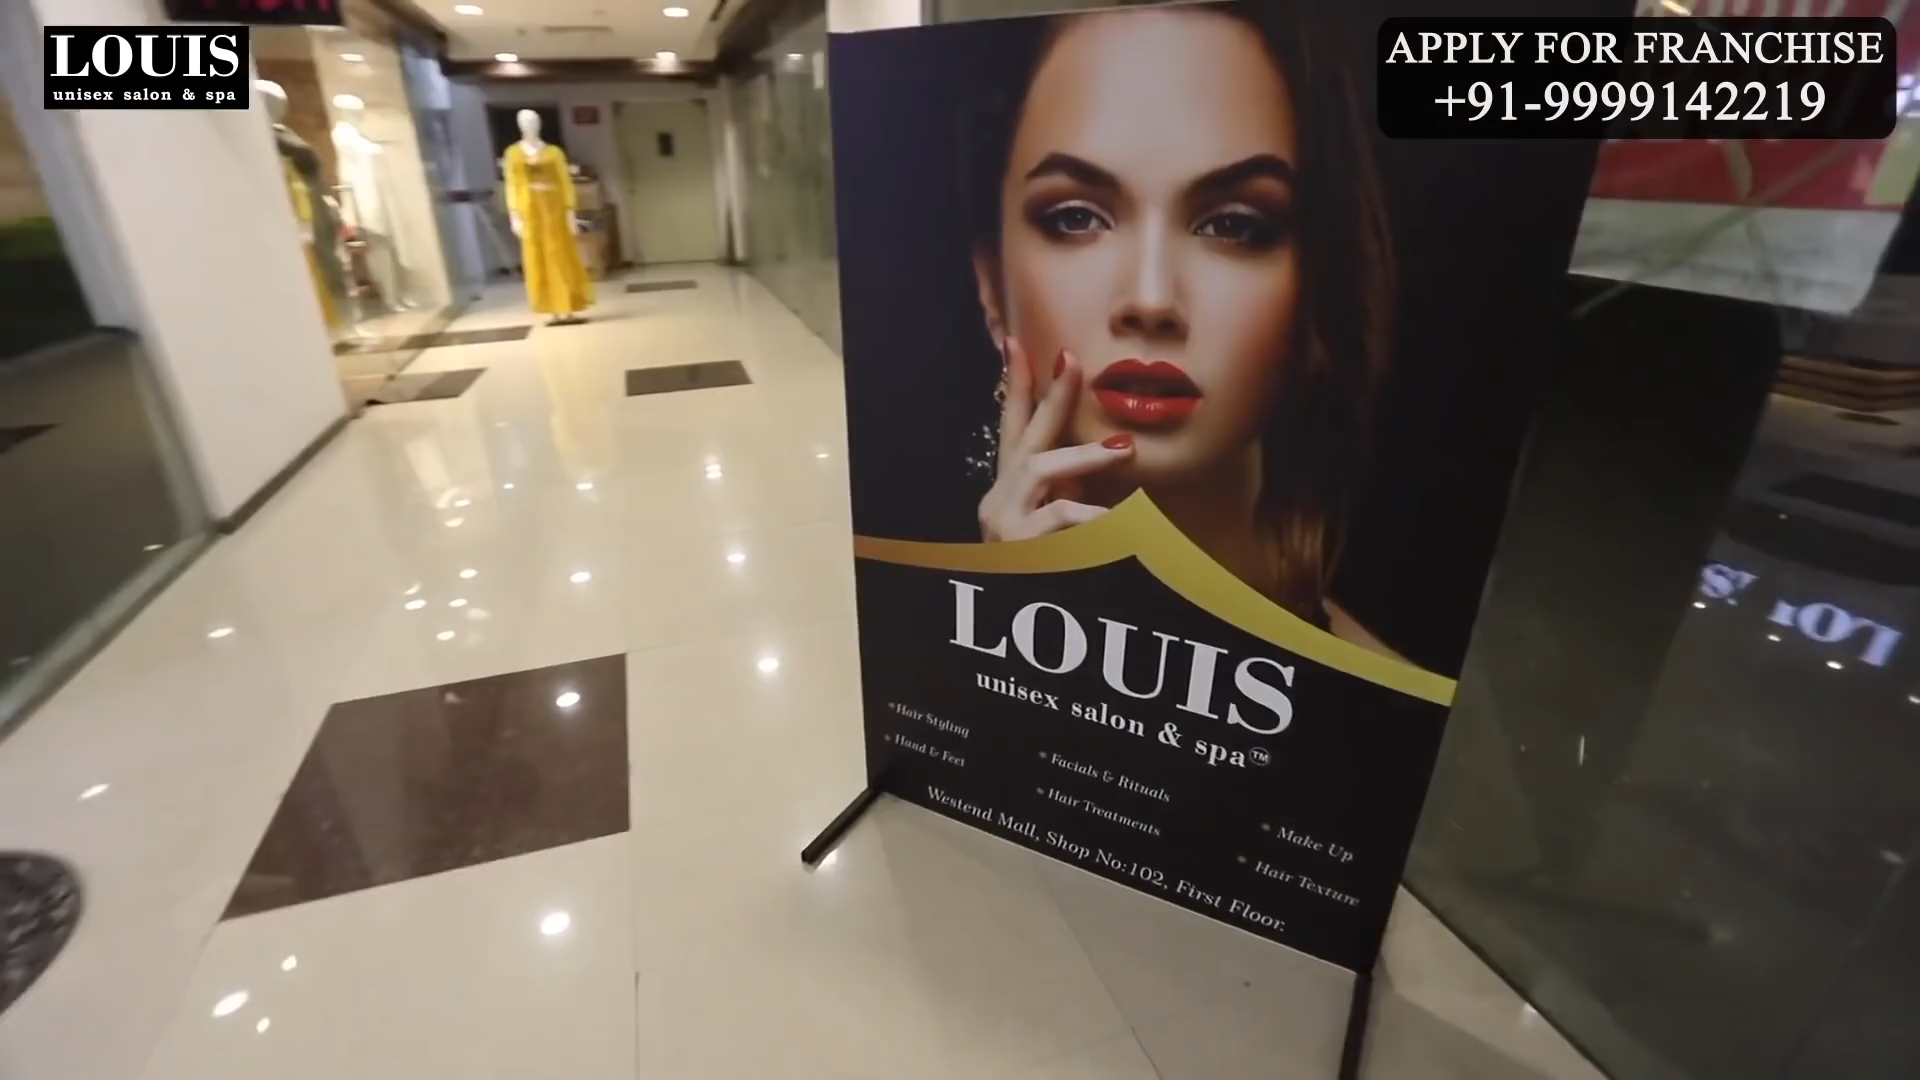 LOUIS
unisex salon & spa
APPLY FOR FRANCHISE
+91-9999142219
LOUIS
unisex salon & spa™
• Hair Styling
• Hand & Feet
• Facials & Rituals
• Hair Treatments
• Make Up
• Hair Texture
Westend Mall, Shop No:102, First Floor.